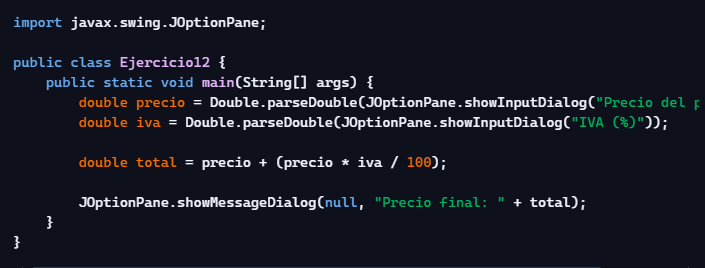 import javax.swing.JOptionPane;
public class Ejercicio12 {
public static void main(String[] args) {
double precio = Double.parseDouble(JOptionPane.showInputDialog("Precio del
double iva = Double.parseDouble(JOptionPane.showInputDialog("IVA (%)"));
double total = precio + (precio * iva / 100);
JOptionPane.showMessageDialog(null, "Precio final: " + total);
}
}